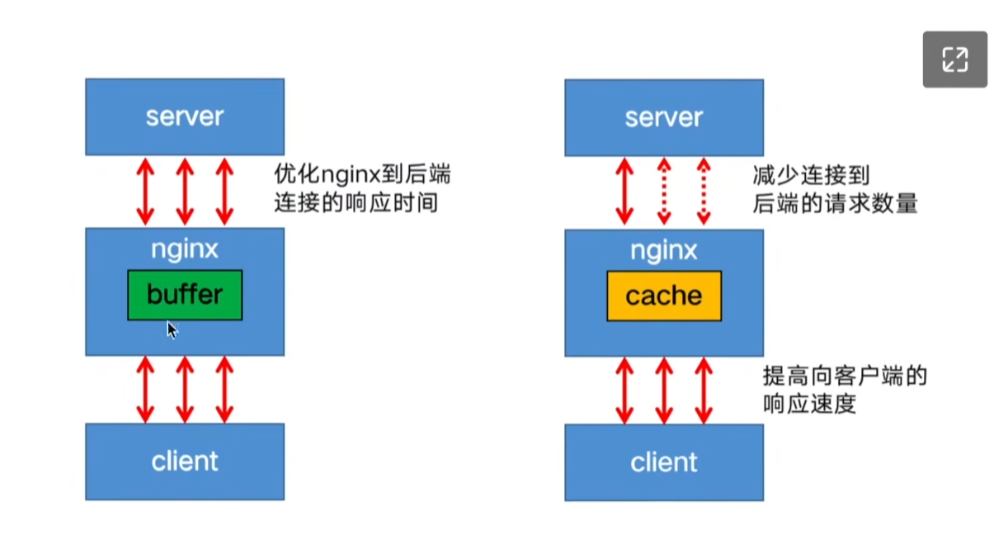 server
优化nginx到后端
连接的响应时间
nginx
buffer
client
server
减少连接到
后端的请求数量
nginx
cache
提高向客户端的
响应速度
client